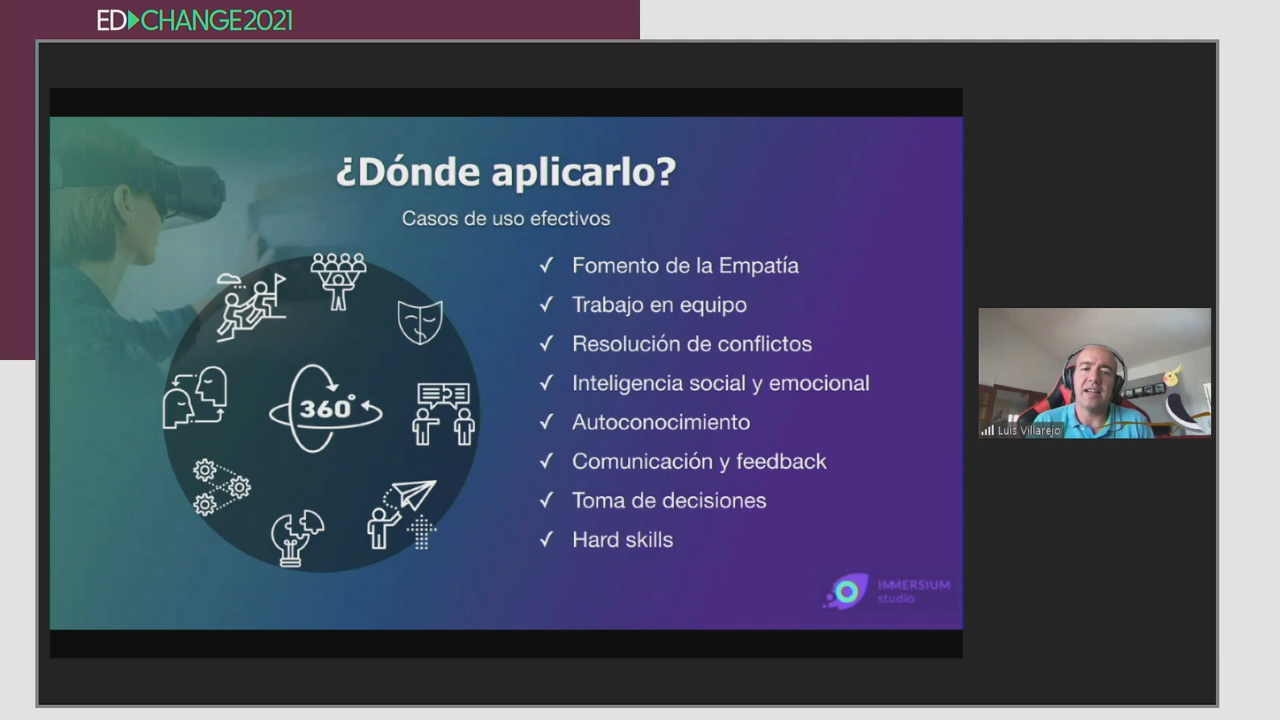 ED CHANGE2021
¿Dónde aplicarlo?
Casos de uso efectivos
✓ Fomento de la Empatía
✓ Trabajo en equipo
✓ Resolución de conflictos
✓ Inteligencia social y emocional
✓ Autoconocimiento
✓ Comunicación y feedback
✓ Toma de decisiones
✓ Hard skills
360°
IMMERSIUM
studio
Luis Villarejo